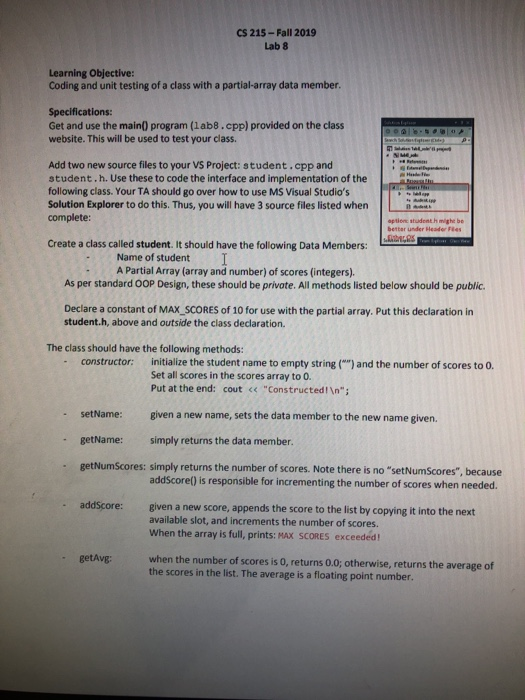 CS 215 – Fall 2019
Lab 8
Learning Objective:
Coding and unit testing of a class with a partial-array data member.
Specifications:
Get and use the main() program (lab8.cpp) provided on the class
website. This will be used to test your class.
Add two new source files to your VS Project: student.cpp and
student.h. Use these to code the interface and implementation of the
following class. Your TA should go over how to use MS Visual Studio's
Solution Explorer to do this. Thus, you will have 3 source files listed when
complete:
option: student.h might be
better under Header Files
Either OK
Create a class called student. It should have the following Data Members:
- Name of student
- A Partial Array (array and number) of scores (integers).
As per standard OOP Design, these should be private. All methods listed below should be public.
Declare a constant of MAX_SCORES of 10 for use with the partial array. Put this declaration in
student.h, above and outside the class declaration.
The class should have the following methods:
- constructor: initialize the student name to empty string ("") and the number of scores to 0.
Set all scores in the scores array to 0.
Put at the end: cout << "Constructed!\n";
- setName: given a new name, sets the data member to the new name given.
- getName: simply returns the data member.
- getNumScores: simply returns the number of scores. Note there is no "setNumScores", because
addScore() is responsible for incrementing the number of scores when needed.
- addScore: given a new score, appends the score to the list by copying it into the next
available slot, and increments the number of scores.
When the array is full, prints: MAX SCORES exceeded!
- getAvg: when the number of scores is 0, returns 0.0; otherwise, returns the average of
the scores in the list. The average is a floating point number.